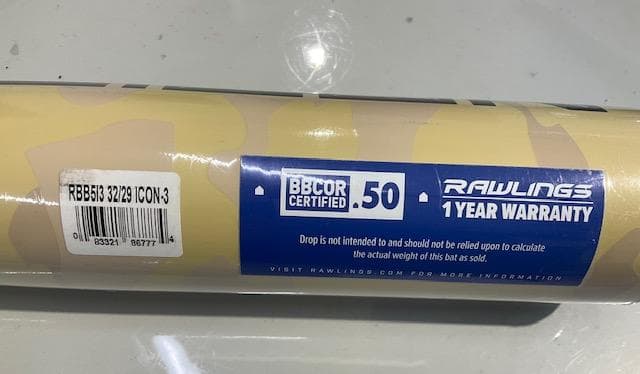 RBB5I3 32/29 ICON-3
0 83321 86777 4
BBCOR
CERTIFIED .50
RAWLINGS
1 YEAR WARRANTY
Drop is not intended to and should not be relied upon to calculate
the actual weight of this bat as sold.
VISIT RAWLINGS.COM FOR MORE INFORMATION